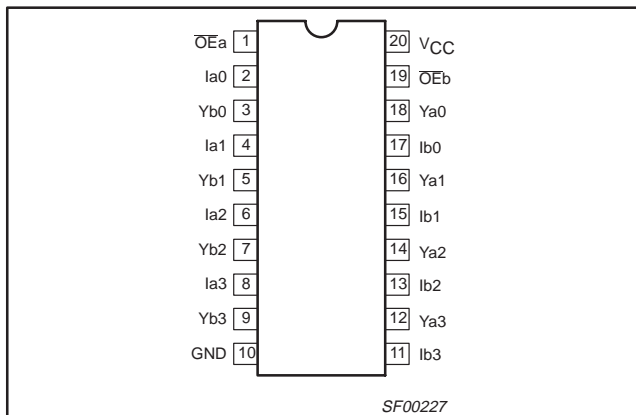 O̅E̅a 1 20 VCC
Ia0 2 19 O̅E̅b
Yb0 3 18 Ya0
Ia1 4 17 Ib0
Yb1 5 16 Ya1
Ia2 6 15 Ib1
Yb2 7 14 Ya2
Ia3 8 13 Ib2
Yb3 9 12 Ya3
GND 10 11 Ib3
SF00227